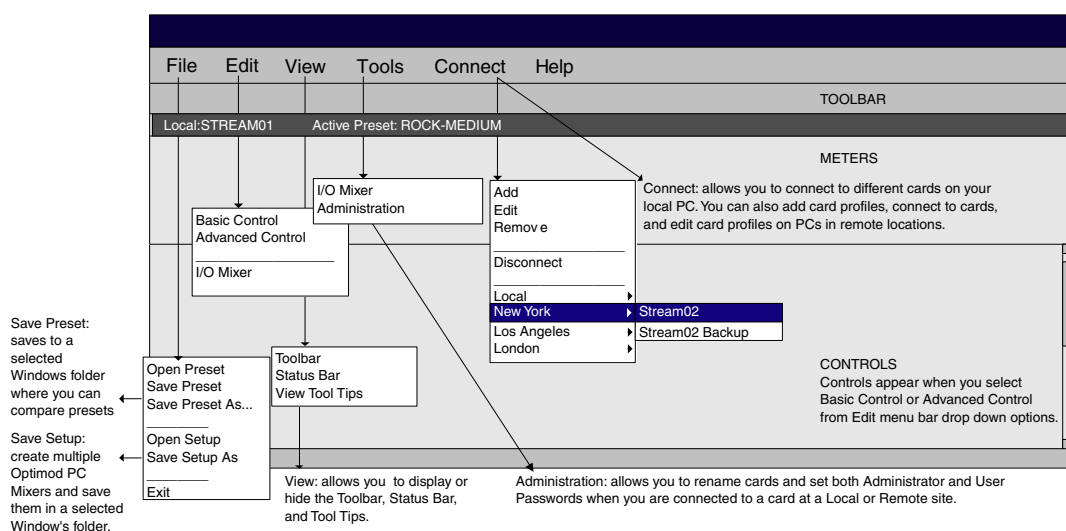 File Edit View Tools Connect Help
TOOLBAR
Local:STREAM01 Active Preset: ROCK-MEDIUM
METERS
I/O Mixer
Administration
Add
Edit
Remove
Disconnect
Local
New York
Los Angeles
London
Stream02
Stream02 Backup
Connect: allows you to connect to different cards on your
local PC. You can also add card profiles, connect to cards,
and edit card profiles on PCs in remote locations.
Basic Control
Advanced Control
I/O Mixer
Save Preset:
saves to a
selected
Windows folder
where you can
compare presets
Save Setup:
create multiple
Optimod PC
Mixers and save
them in a selected
Window's folder.
Open Preset
Save Preset
Save Preset As...
Open Setup
Save Setup As
Exit
Toolbar
Status Bar
View Tool Tips
CONTROLS
Controls appear when you select
Basic Control or Advanced Control
from Edit menu bar drop down options.
View: allows you to display or
hide the Toolbar, Status Bar,
and Tool Tips.
Administration: allows you to rename cards and set both Administrator and User
Passwords when you are connected to a card at a Local or Remote site.